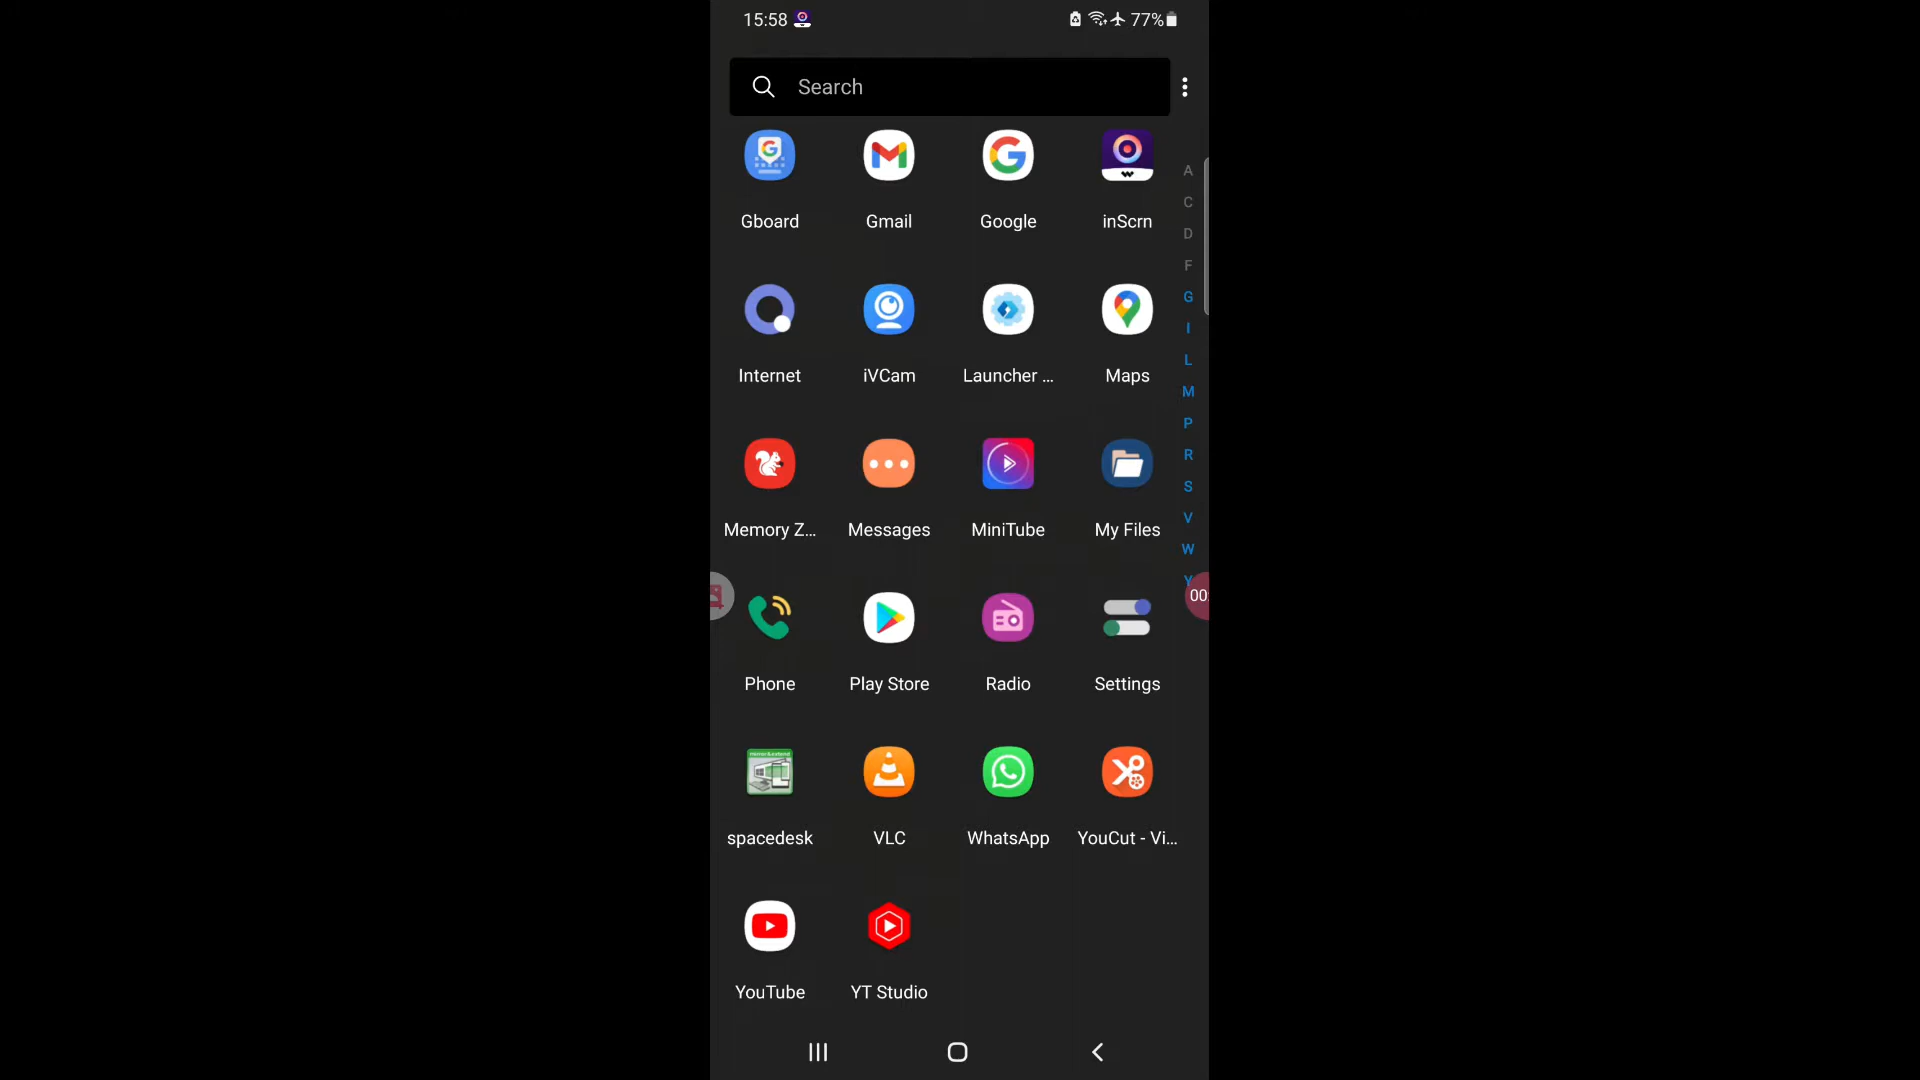 15:58 77%
Search
Gboard Gmail Google inScrn
A
C
D
F
G
I
L
M
P
R
S
V
W
Y
Internet iVCam Launcher ... Maps
Memory Z... Messages MiniTube My Files
00:
Phone Play Store Radio Settings
spacedesk VLC WhatsApp YouCut - Vi...
YouTube YT Studio